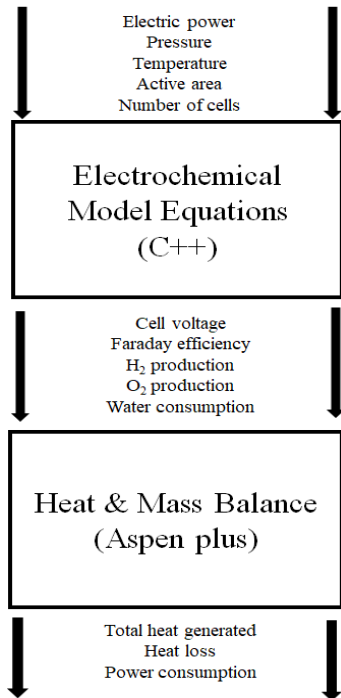 Electric power
Pressure
Temperature
Active area
Number of cells
Electrochemical
Model Equations
(C++)
Cell voltage
Faraday efficiency
H₂ production
O₂ production
Water consumption
Heat & Mass Balance
(Aspen plus)
Total heat generated
Heat loss
Power consumption